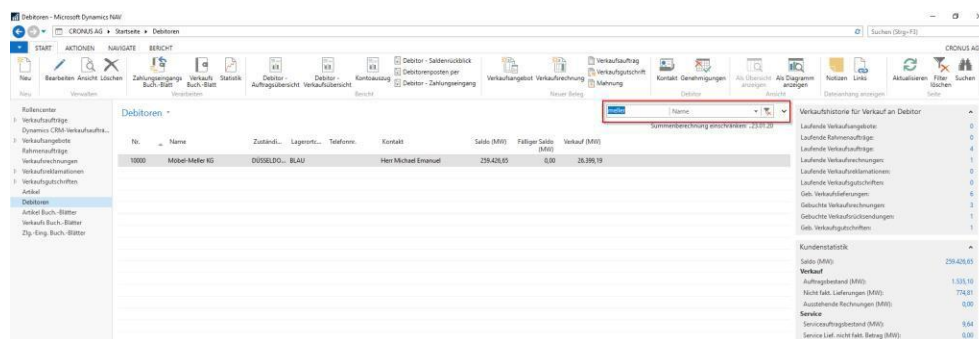 Debitoren - Microsoft Dynamics NAV
CRONUS AG Startseite Debitoren
Suchen (Strg+F3)
START AKTIONEN NAVIGATE BERICHT
CRONUS AG
Neu
Bearbeiten Ansicht Löschen
Zahlungseingangs Buch.-Blatt
Verkaufs Buch.-Blatt
Statistik
Debitor - Auftragsübersicht
Debitor - Verkaufsübersicht
Kontoauszug
Debitor - Saldenrückblick
Debitorenposten per
Debitor - Zahlungseingang
Verkaufsangebot Verkaufsrechnung
Verkaufsauftrag
Verkaufsgutschrift
Mahnung
Kontakt Genehmigungen
Als Übersicht anzeigen
Als Diagramm anzeigen
Notizen Links
Aktualisieren
Filter löschen
Suchen
Neu Verwalten Verarbeiten Bericht Neuer Beleg Debitor Ansicht Dateianhang anzeigen Seite
Rollencenter
Verkaufsaufträge
Dynamics CRM-Verkaufsaufträ...
Verkaufsangebote
Rahmenaufträge
Verkaufsrechnungen
Verkaufsreklamationen
Verkaufsgutschriften
Artikel
Debitoren
Artikel Buch.-Blätter
Verkaufs Buch.-Blätter
Zlg.-Eing. Buch.-Blätter
Debitoren
meller Name
Summenberechnung einschränken: ..23.01.20
Nr. Name Zuständi... Lagerortc... Telefonnr. Kontakt Saldo (MW) Fälliger Saldo (MW) Verkauf (MW)
10000 Möbel-Meller KG DÜSSELDO... BLAU Herr Michael Emanuel 259.426,65 0,00 26.399,19
Verkaufshistorie für Verkauf an Debitor
Laufende Verkaufsangebote: 0
Laufende Rahmenaufträge: 0
Laufende Verkaufsaufträge: 4
Laufende Verkaufsrechnungen: 1
Laufende Verkaufsreklamationen: 0
Laufende Verkaufsgutschriften: 0
Geb. Verkaufslieferungen: 6
Gebuchte Verkaufsrechnungen: 3
Gebuchte Verkaufsrücksendungen: 1
Geb. Verkaufsgutschriften: 1
Kundenstatistik
Saldo (MW): 259.426,65
Verkauf
Auftragsbestand (MW): 1.535,10
Nicht fakt. Lieferungen (MW): 774,81
Ausstehende Rechnungen (MW): 0,00
Service
Serviceauftragsbestand (MW): 9,64
Service Lief. nicht fakt. Betrag (MW): 0,00